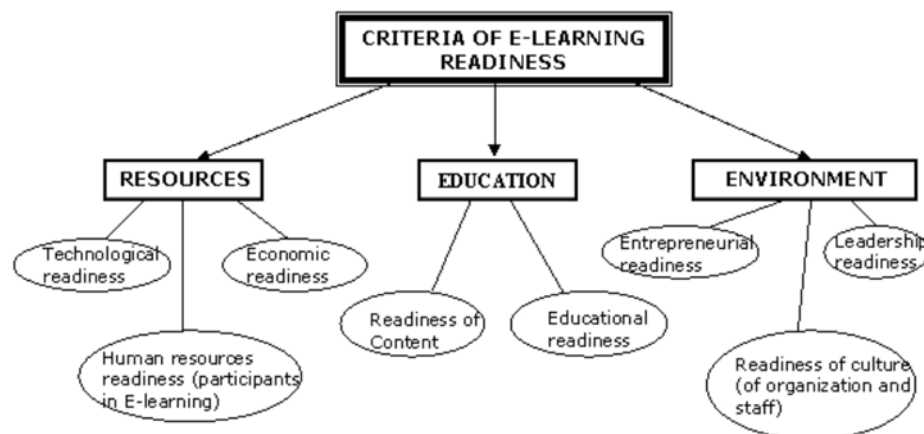 CRITERIA OF E-LEARNING
READINESS
RESOURCES
EDUCATION
ENVIRONMENT
Technological
readiness
Economic
readiness
Human resources
readiness (participants
in E-learning)
Readiness of
Content
Educational
readiness
Entrepreneurial
readiness
Leadership
readiness
Readiness of culture
(of organization and
staff)